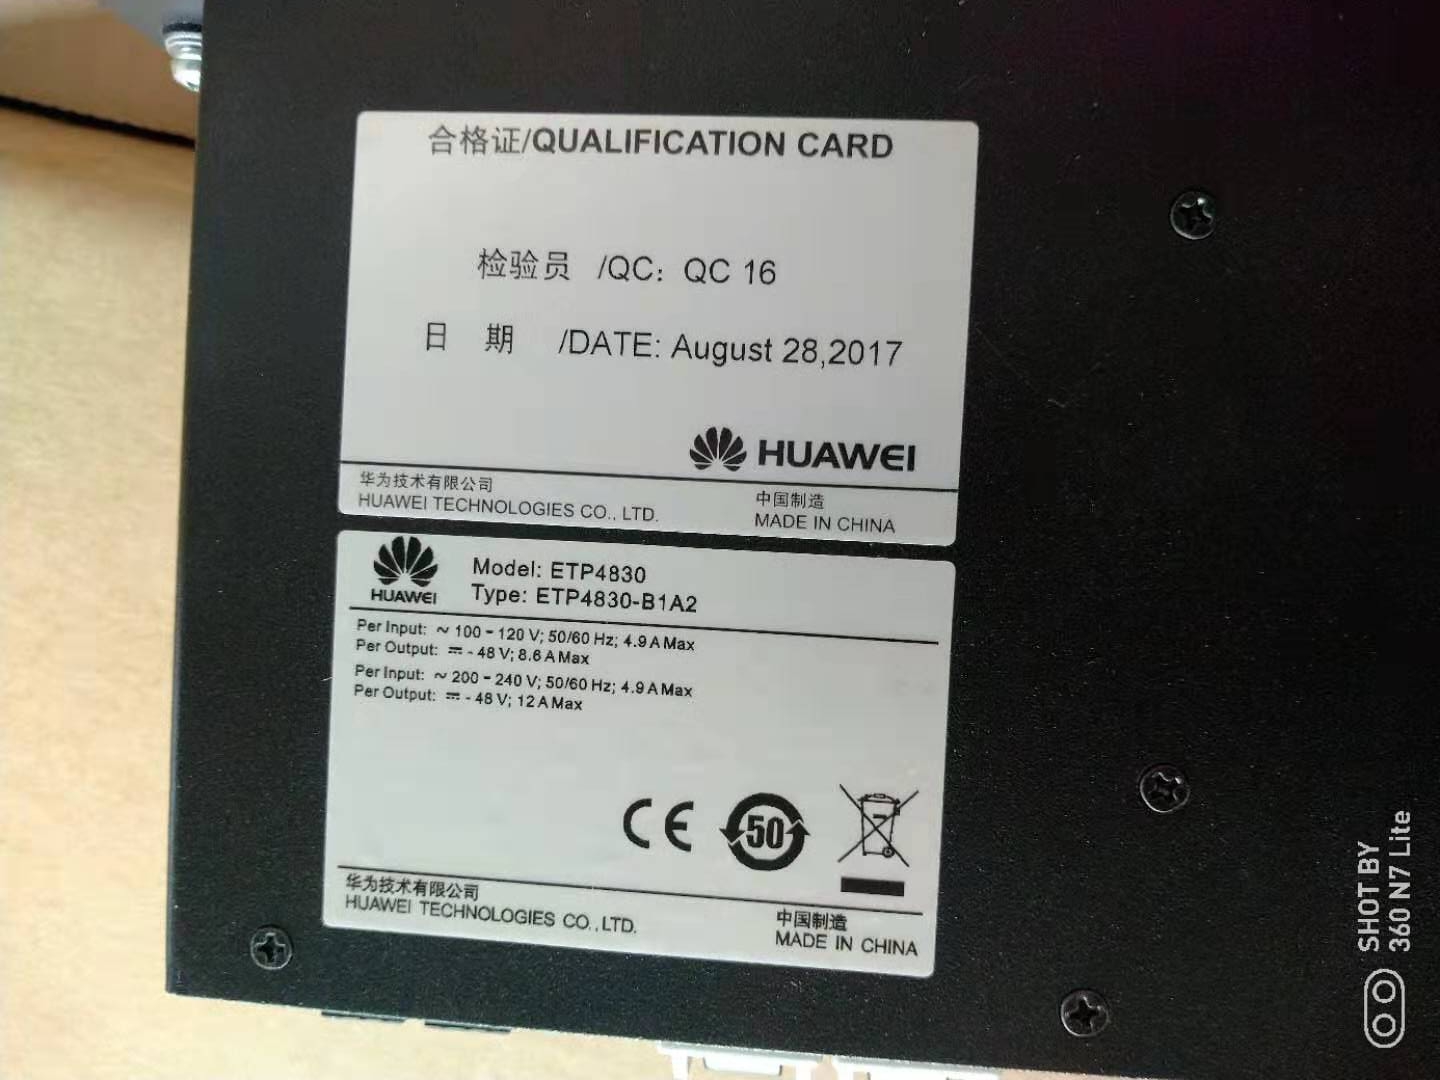 合格证/QUALIFICATION CARD
检验员 /QC: QC 16
日 期 /DATE: August 28,2017
HUAWEI
华为技术有限公司
HUAWEI TECHNOLOGIES CO., LTD.
中国制造
MADE IN CHINA
HUAWEI
Model: ETP4830
Type: ETP4830-B1A2
Per Input: ~ 100 - 120 V; 50/60 Hz; 4.9 A Max
Per Output: ⎓ - 48 V; 8.6 A Max
Per Input: ~ 200 - 240 V; 50/60 Hz; 4.9 A Max
Per Output: ⎓ - 48 V; 12 A Max
CE
50
华为技术有限公司
HUAWEI TECHNOLOGIES CO.,LTD.
中国制造
MADE IN CHINA
SHOT BY
360 N7 Lite